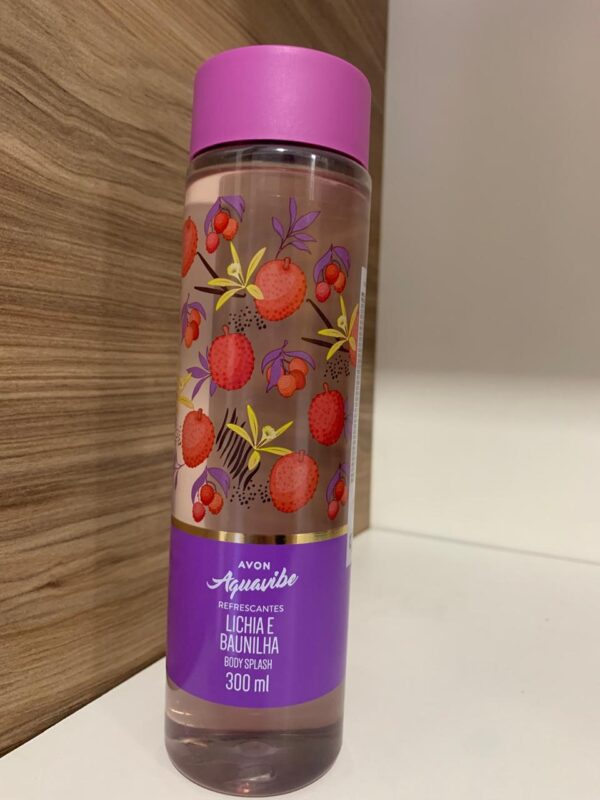 AVON
Aquavibe
REFRESCANTES
LICHIA E
BAUNILHA
BODY SPLASH
300 ml